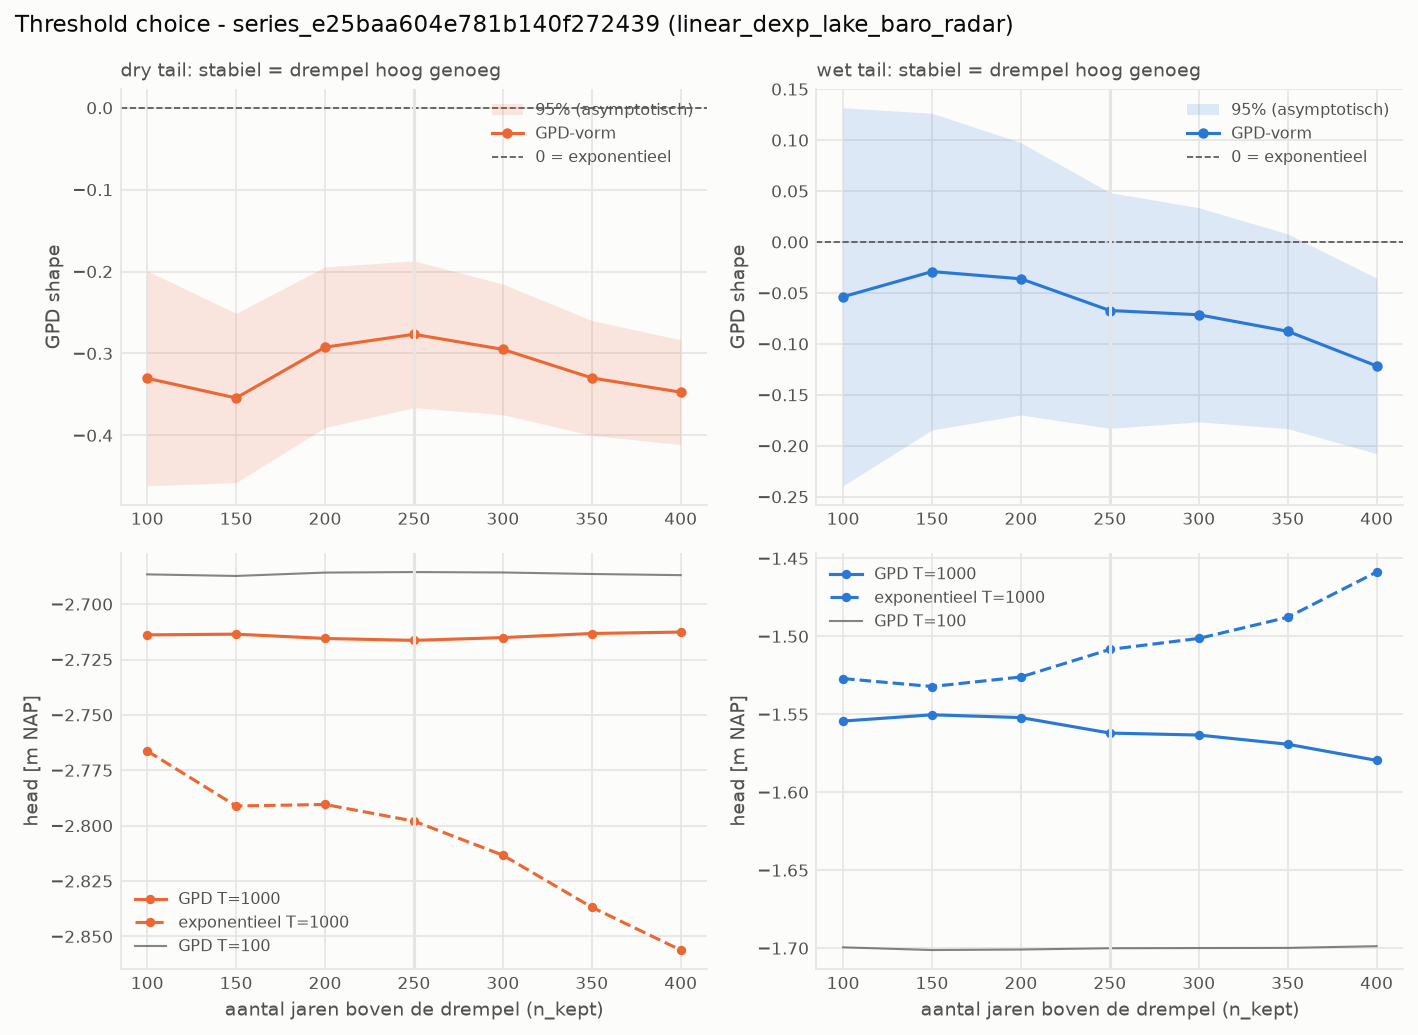 Threshold choice - series_e25baa604e781b140f272439 (linear_dexp_lake_baro_radar)
dry tail: stabiel = drempel hoog genoeg
GPD shape
0.0
−0.1
−0.2
−0.3
−0.4
95% (asymptotisch)
GPD-vorm
0 = exponentieel
100 150 200 250 300 350 400
wet tail: stabiel = drempel hoog genoeg
GPD shape
0.15
0.10
0.05
0.00
−0.05
−0.10
−0.15
−0.20
−0.25
95% (asymptotisch)
GPD-vorm
0 = exponentieel
100 150 200 250 300 350 400
head [m NAP]
−2.700
−2.725
−2.750
−2.775
−2.800
−2.825
−2.850
GPD T=1000
exponentieel T=1000
GPD T=100
100 150 200 250 300 350 400
aantal jaren boven de drempel (n_kept)
head [m NAP]
−1.45
−1.50
−1.55
−1.60
−1.65
−1.70
GPD T=1000
exponentieel T=1000
GPD T=100
100 150 200 250 300 350 400
aantal jaren boven de drempel (n_kept)